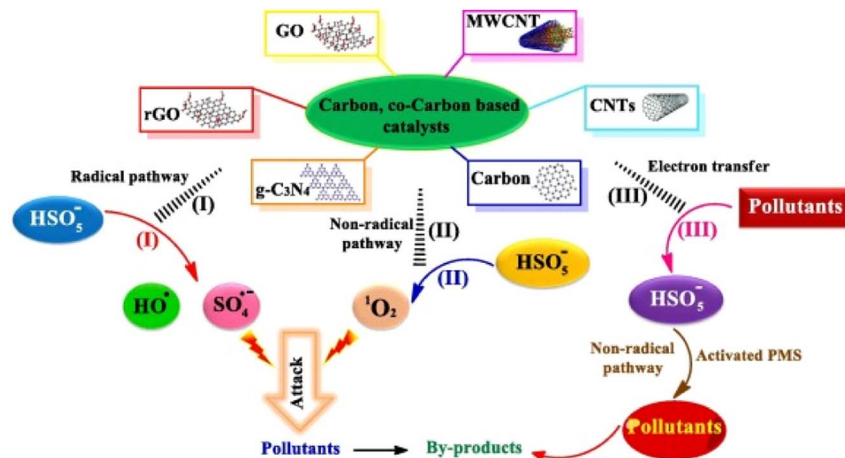 GO
MWCNT
rGO
Carbon, co-Carbon based
catalysts
CNTs
g-C₃N₄
Carbon
Radical pathway
(I)
Non-radical
pathway
(II)
Electron transfer
(III)
HSO₅⁻
(I)
HSO₅⁻
(II)
Pollutants
(III)
HO•
SO₄•⁻
¹O₂
HSO₅⁻
Attack
Non-radical
pathway
Activated PMS
Pollutants
Pollutants
By-products